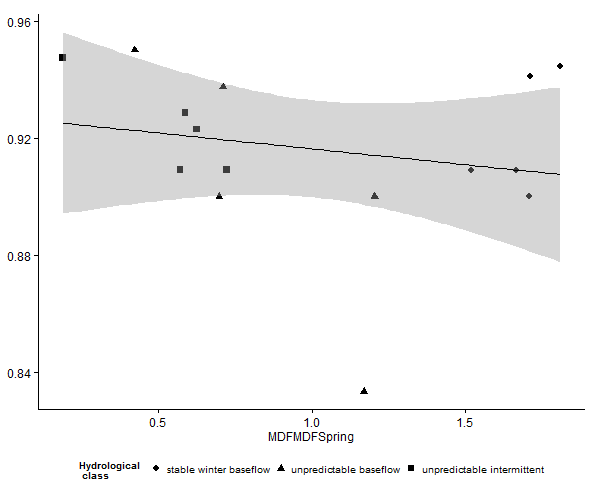 0.96
0.92
0.88
0.84
0.5 1.0 1.5
MDFMDFSpring
Hydrological
class
stable winter baseflow unpredictable baseflow unpredictable intermittent